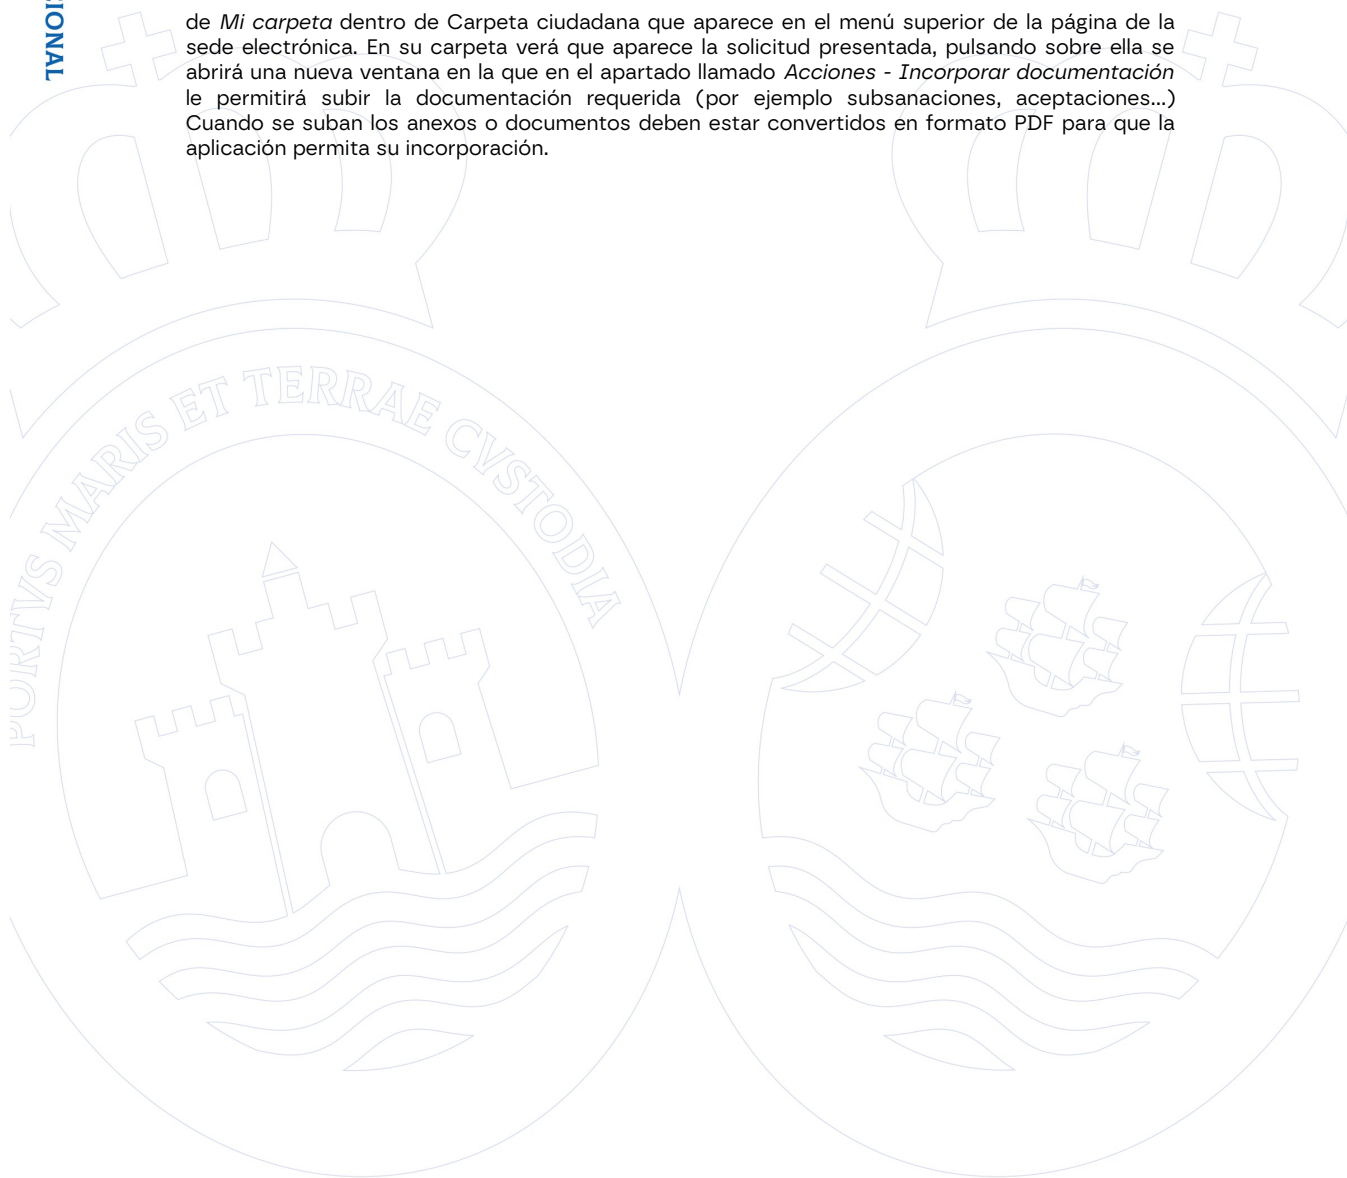 IONAL
de Mi carpeta dentro de Carpeta ciudadana que aparece en el menú superior de la página de la
sede electrónica. En su carpeta verá que aparece la solicitud presentada, pulsando sobre ella se
abrirá una nueva ventana en la que en el apartado llamado Acciones - Incorporar documentación
le permitirá subir la documentación requerida (por ejemplo subsanaciones, aceptaciones...)
Cuando se suban los anexos o documentos deben estar convertidos en formato PDF para que la
aplicación permita su incorporación.
PORTVS MARIS ET TERRAE CVSTODIA